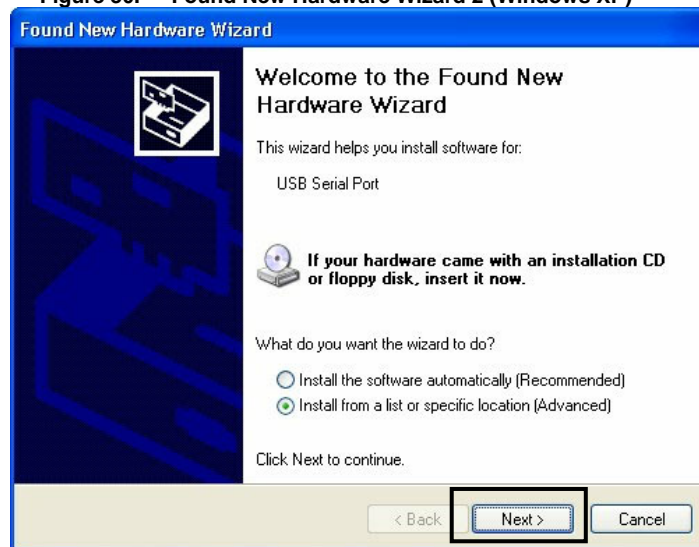 Found New Hardware Wizard 2 (Windows XP)
Found New Hardware Wizard
Welcome to the Found New
Hardware Wizard
This wizard helps you install software for:
USB Serial Port
If your hardware came with an installation CD
or floppy disk, insert it now.
What do you want the wizard to do?
Install the software automatically (Recommended)
Install from a list or specific location (Advanced)
Click Next to continue.
< Back
Next >
Cancel